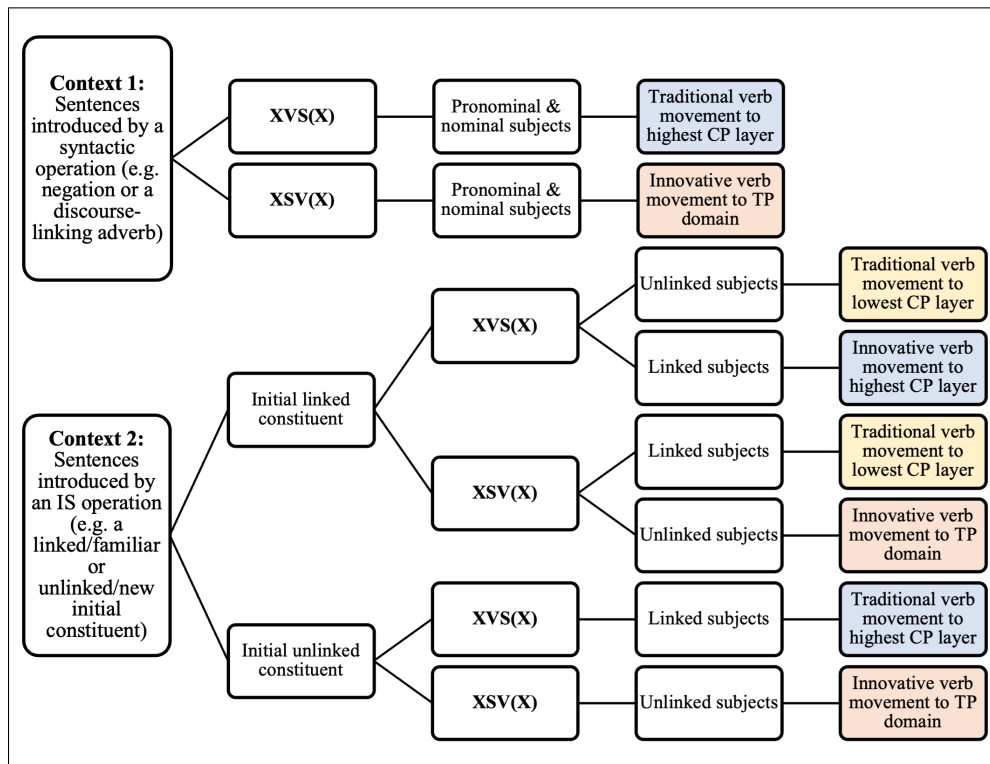 Context 1:
Sentences
introduced by a
syntactic
operation (e.g.
negation or a
discourse-
linking adverb)
XVS(X)
Pronominal &
nominal subjects
Traditional verb
movement to
highest CP layer
XSV(X)
Pronominal &
nominal subjects
Innovative verb
movement to TP
domain
Context 2:
Sentences
introduced by
an IS operation
(e.g. a
linked/familiar
or
unlinked/new
initial
constituent)
Initial linked
constituent
XVS(X)
Unlinked subjects
Traditional verb
movement to
lowest CP layer
Linked subjects
Innovative verb
movement to
highest CP layer
XSV(X)
Linked subjects
Traditional verb
movement to
lowest CP layer
Unlinked subjects
Innovative verb
movement to TP
domain
Initial unlinked
constituent
XVS(X)
Linked subjects
Traditional verb
movement to
highest CP layer
XSV(X)
Unlinked subjects
Innovative verb
movement to TP
domain